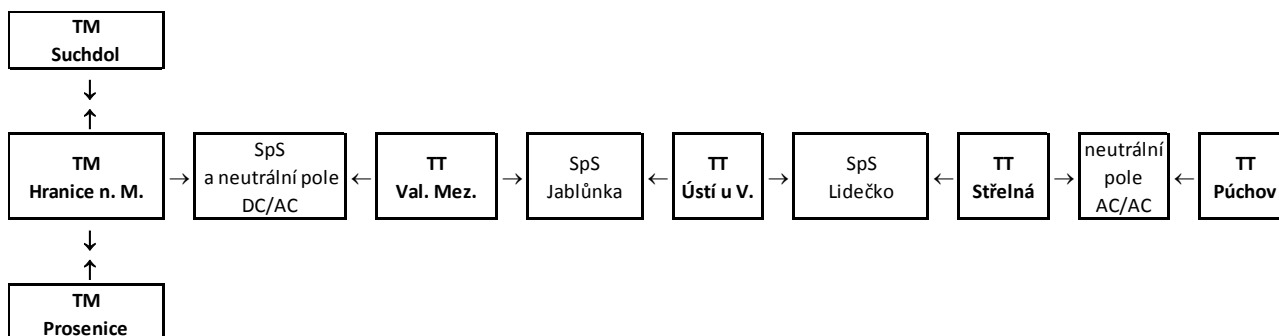 TM
Suchdol
↓
↑
TM
Hranice n. M.
→
SpS
a neutrální pole
DC/AC
←
TT
Val. Mez.
→
SpS
Jablůnka
←
TT
Ústí u V.
→
SpS
Lidečko
←
TT
Střelná
→
neutrální
pole
AC/AC
←
TT
Púchov
↓
↑
TM
Prosenice